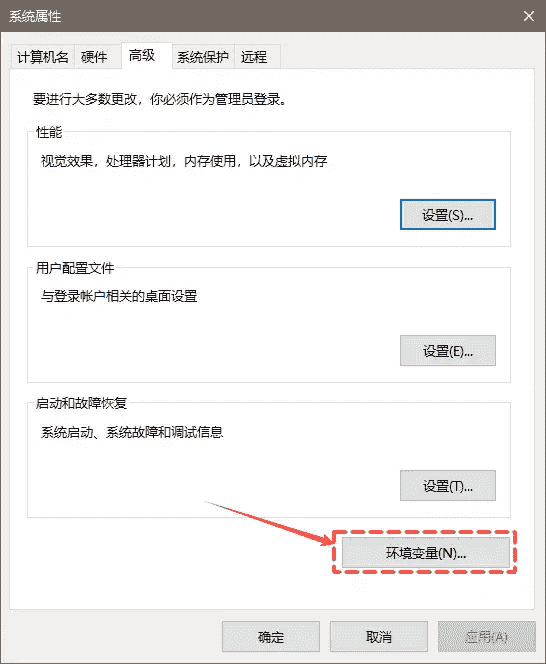 系统属性
计算机名 硬件 高级 系统保护 远程
要进行大多数更改，你必须作为管理员登录。
性能
视觉效果，处理器计划，内存使用，以及虚拟内存
设置(S)...
用户配置文件
与登录帐户相关的桌面设置
设置(E)...
启动和故障恢复
系统启动、系统故障和调试信息
设置(T)...
环境变量(N)...
确定 取消 应用(A)